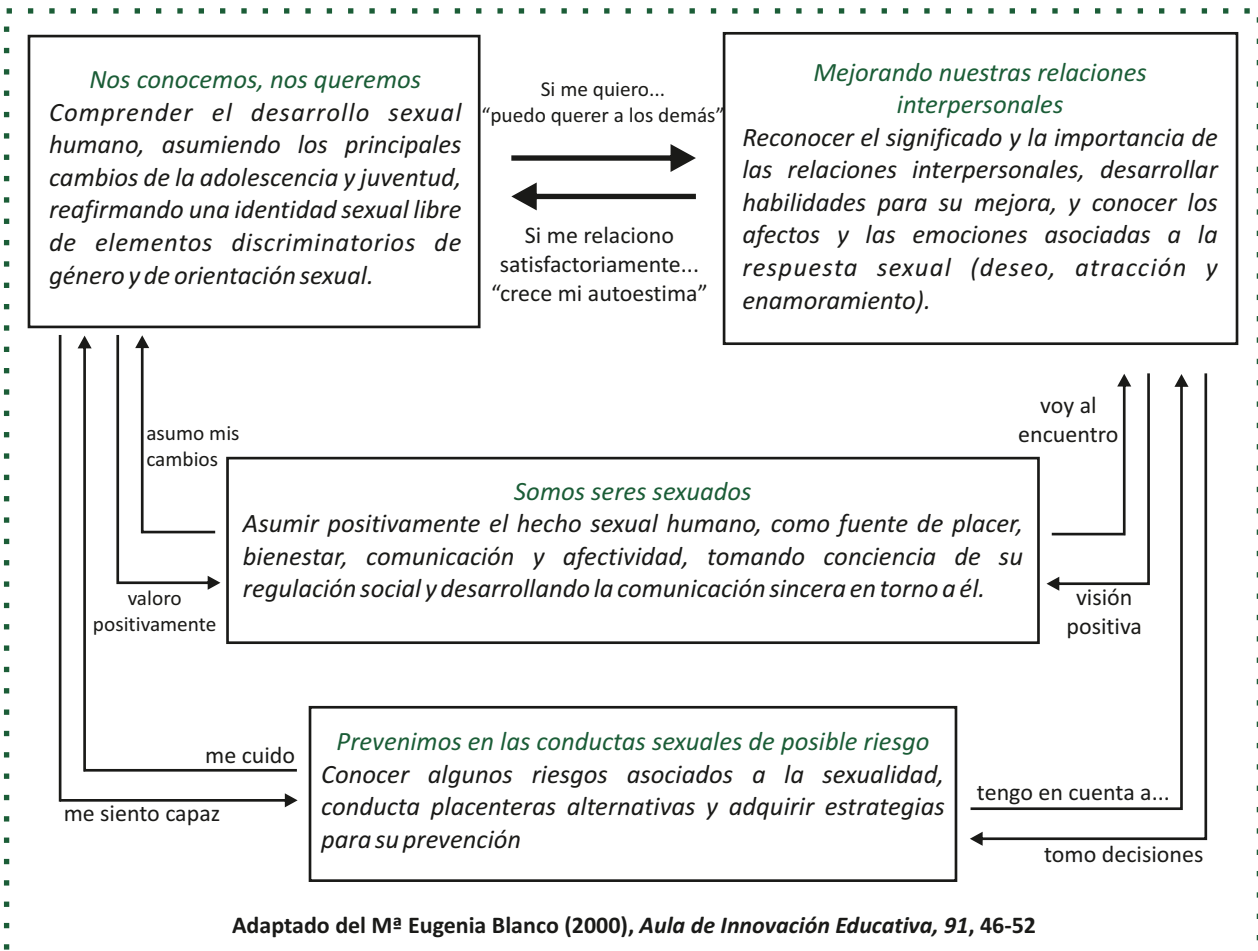 Nos conocemos, nos queremos
Comprender el desarrollo sexual
humano, asumiendo los principales
cambios de la adolescencia y juventud,
reafirmando una identidad sexual libre
de elementos discriminatorios de
género y de orientación sexual.
Si me quiero...
“puedo querer a los demás”
Si me relaciono
satisfactoriamente...
“crece mi autoestima”
Mejorando nuestras relaciones
interpersonales
Reconocer el significado y la importancia de
las relaciones interpersonales, desarrollar
habilidades para su mejora, y conocer los
afectos y las emociones asociadas a la
respuesta sexual (deseo, atracción y
enamoramiento).
asumo mis
cambios
voy al
encuentro
Somos seres sexuados
Asumir positivamente el hecho sexual humano, como fuente de placer,
bienestar, comunicación y afectividad, tomando conciencia de su
regulación social y desarrollando la comunicación sincera en torno a él.
valoro
positivamente
visión
positiva
Prevenimos en las conductas sexuales de posible riesgo
Conocer algunos riesgos asociados a la sexualidad,
conducta placenteras alternativas y adquirir estrategias
para su prevención
me cuido
me siento capaz
tengo en cuenta a...
tomo decisiones
Adaptado del Mª Eugenia Blanco (2000), Aula de Innovación Educativa, 91, 46-52